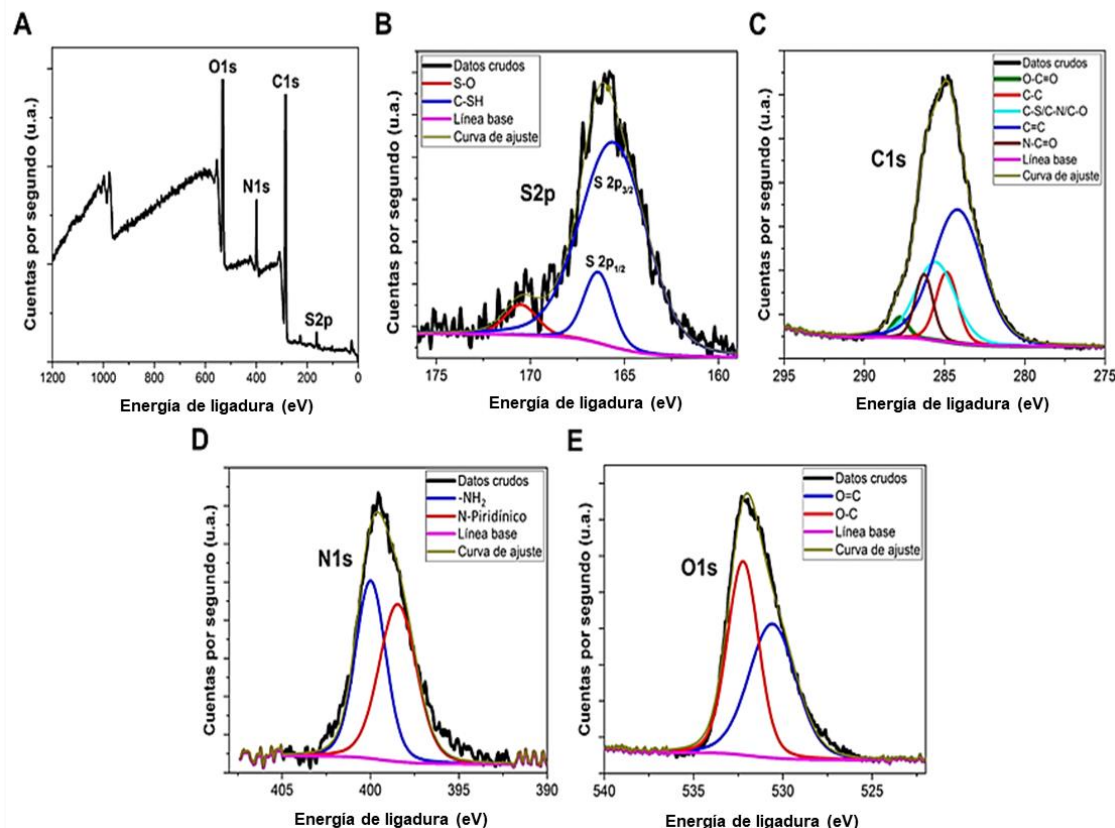 A
O1s
C1s
N1s
S2p
Cuentas por segundo (u.a.)
1200 1000 800 600 400 200 0
Energía de ligadura (eV)
B
Datos crudos
S-O
C-SH
Línea base
Curva de ajuste
S2p
S 2p3/2
S 2p1/2
Cuentas por segundo (u.a.)
175 170 165 160
Energía de ligadura (eV)
C
Datos crudos
O-C=O
C-C
C-S/C-N/C-O
C=C
N-C=O
Línea base
Curva de ajuste
C1s
Cuentas por segundo (u.a.)
295 290 285 280 275
Energía de ligadura (eV)
D
Datos crudos
-NH2
N-Piridínico
Línea base
Curva de ajuste
N1s
Cuentas por segundo (u.a.)
405 400 395 390
Energía de ligadura (eV)
E
Datos crudos
O=C
O-C
Línea base
Curva de ajuste
O1s
Cuentas por segundo (u.a.)
540 535 530 525
Energía de ligadura (eV)